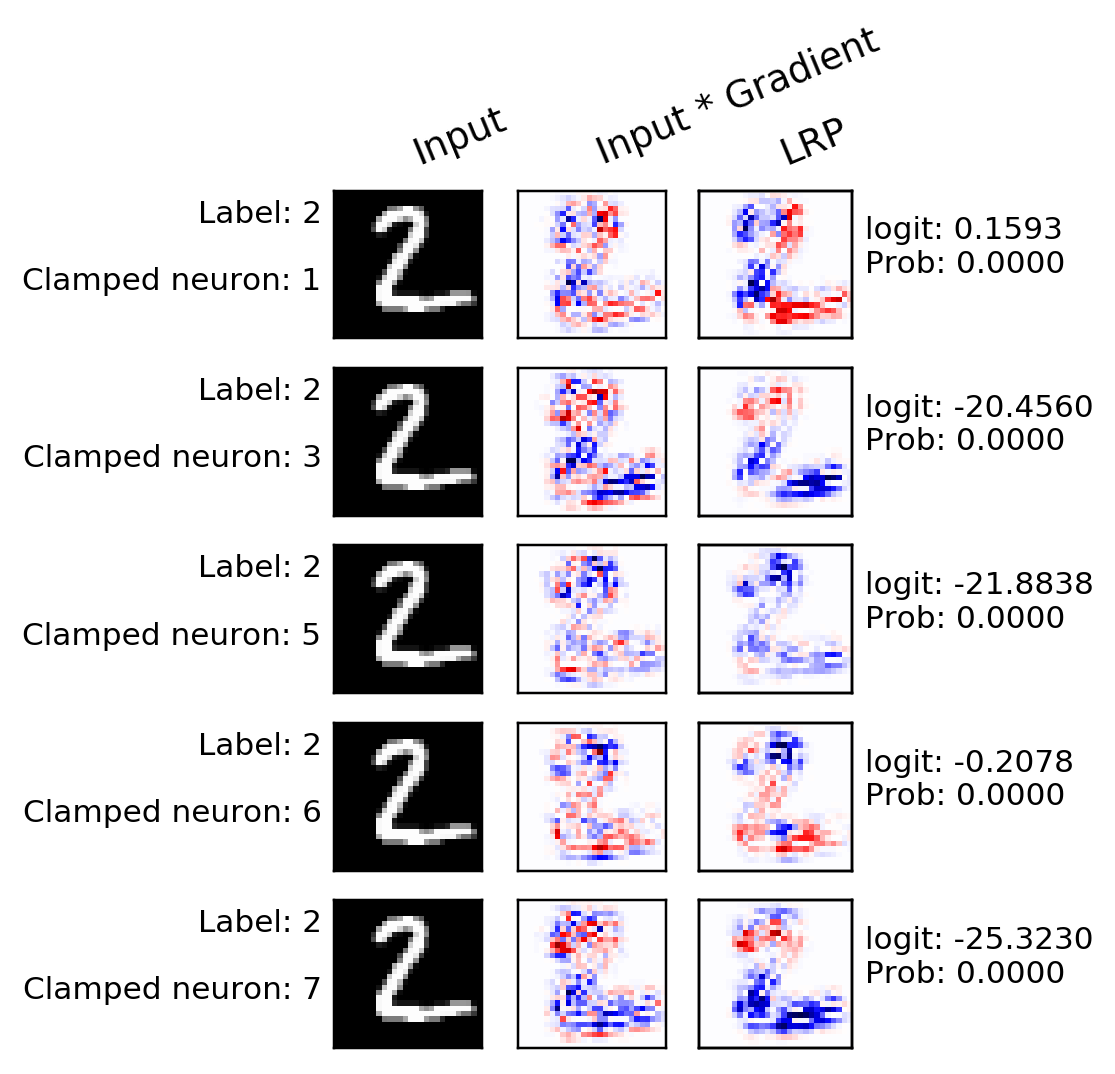 Input
Input * Gradient
LRP
Label: 2
Clamped neuron: 1
logit: 0.1593
Prob: 0.0000
Label: 2
Clamped neuron: 3
logit: -20.4560
Prob: 0.0000
Label: 2
Clamped neuron: 5
logit: -21.8838
Prob: 0.0000
Label: 2
Clamped neuron: 6
logit: -0.2078
Prob: 0.0000
Label: 2
Clamped neuron: 7
logit: -25.3230
Prob: 0.0000